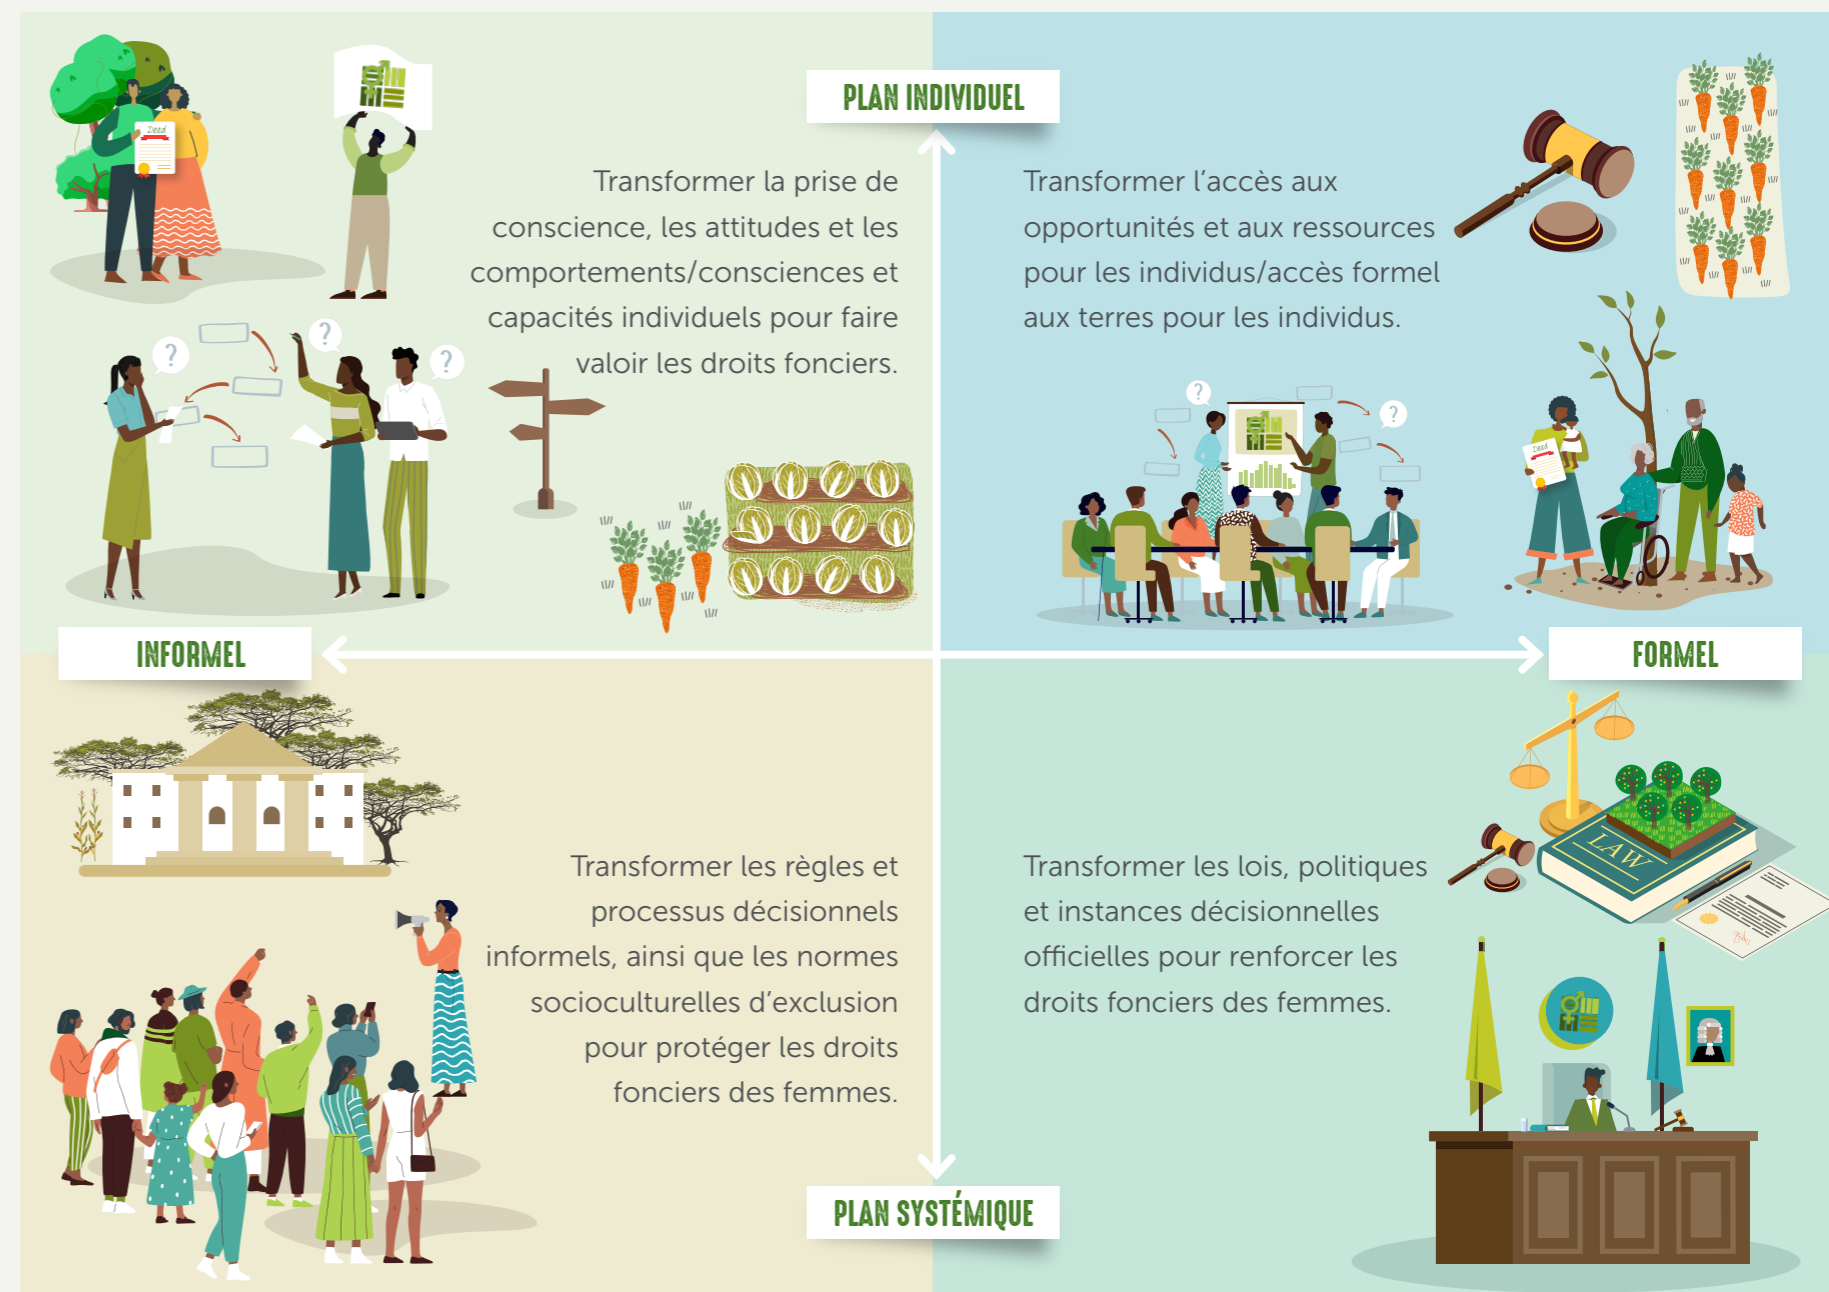 PLAN INDIVIDUEL
Deed
Transformer la prise de
conscience, les attitudes et les
comportements/consciences et
capacités individuels pour faire
valoir les droits fonciers.
?
?
?
Transformer l’accès aux
opportunités et aux ressources
pour les individus/accès formel
aux terres pour les individus.
?
?
Deed
INFORMEL
FORMEL
Transformer les règles et
processus décisionnels
informels, ainsi que les normes
socioculturelles d’exclusion
pour protéger les droits
fonciers des femmes.
LAW
Transformer les lois, politiques
et instances décisionnelles
officielles pour renforcer les
droits fonciers des femmes.
PLAN SYSTÉMIQUE